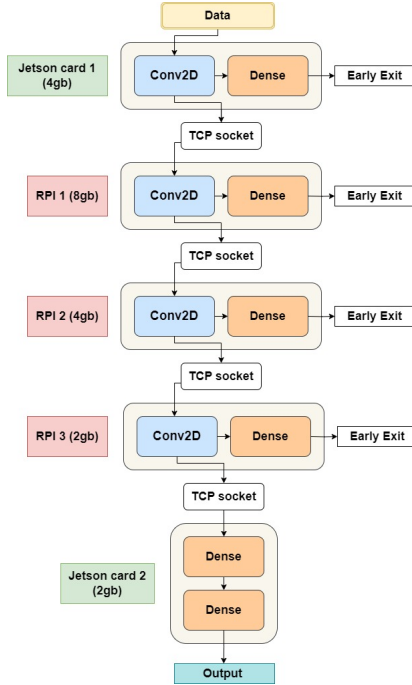 Data
Jetson card 1
(4gb)
Conv2D
Dense
Early Exit
TCP socket
RPI 1 (8gb)
Conv2D
Dense
Early Exit
TCP socket
RPI 2 (4gb)
Conv2D
Dense
Early Exit
TCP socket
RPI 3 (2gb)
Conv2D
Dense
Early Exit
TCP socket
Jetson card 2
(2gb)
Dense
Dense
Output